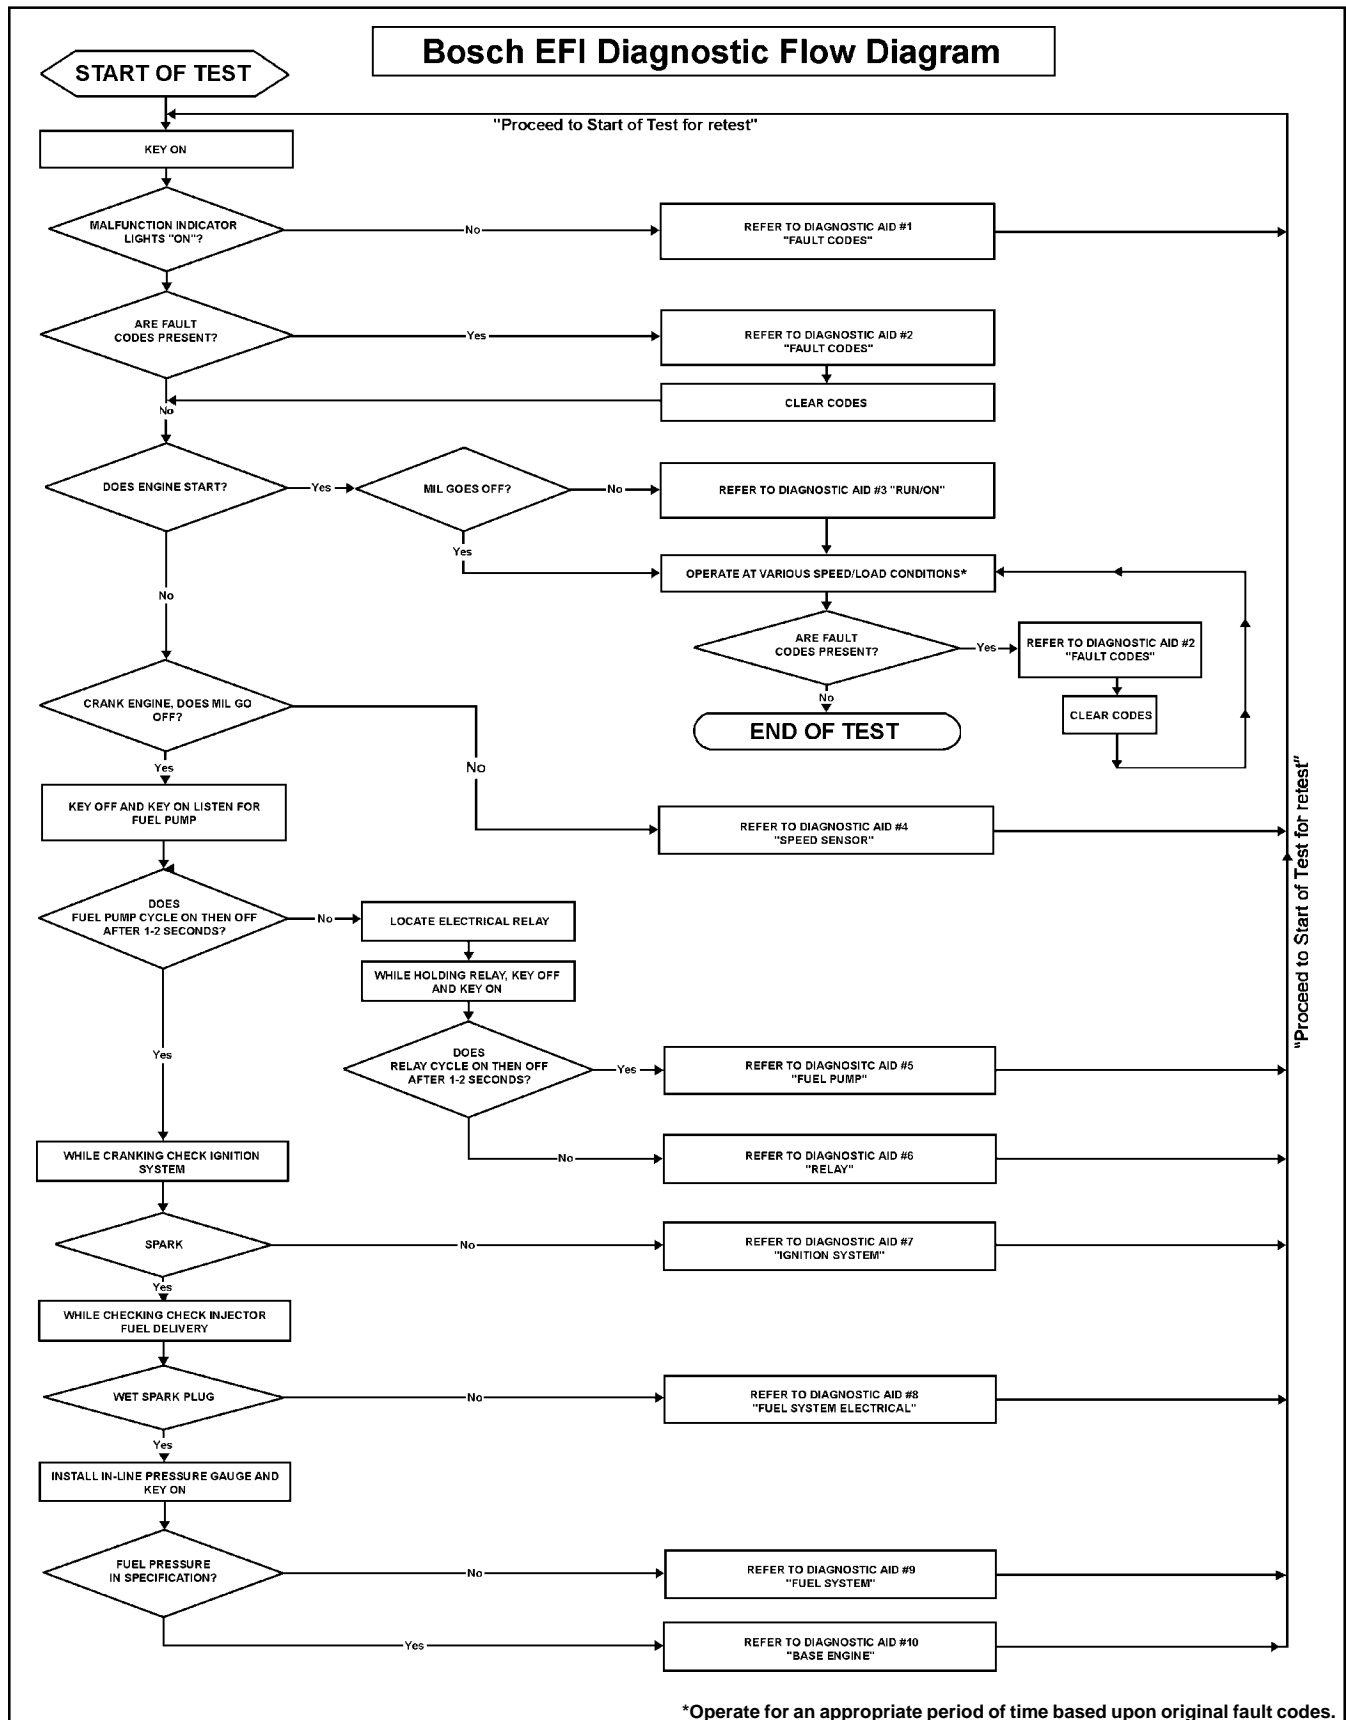 Bosch EFI Diagnostic Flow Diagram
START OF TEST
"Proceed to Start of Test for retest"
KEY ON
MALFUNCTION INDICATOR
LIGHTS "ON"?
No
REFER TO DIAGNOSTIC AID #1
"FAULT CODES"
ARE FAULT
CODES PRESENT?
Yes
REFER TO DIAGNOSTIC AID #2
"FAULT CODES"
CLEAR CODES
No
DOES ENGINE START?
Yes
MIL GOES OFF?
No
REFER TO DIAGNOSTIC AID #3 "RUN/ON"
Yes
OPERATE AT VARIOUS SPEED/LOAD CONDITIONS*
No
ARE FAULT
CODES PRESENT?
Yes
REFER TO DIAGNOSTIC AID #2
"FAULT CODES"
No
CLEAR CODES
END OF TEST
CRANK ENGINE, DOES MIL GO
OFF?
No
Yes
KEY OFF AND KEY ON LISTEN FOR
FUEL PUMP
REFER TO DIAGNOSTIC AID #4
"SPEED SENSOR"
"Proceed to Start of Test for retest"
DOES
FUEL PUMP CYCLE ON THEN OFF
AFTER 1-2 SECONDS?
No
LOCATE ELECTRICAL RELAY
WHILE HOLDING RELAY, KEY OFF
AND KEY ON
Yes
DOES
RELAY CYCLE ON THEN OFF
AFTER 1-2 SECONDS?
Yes
REFER TO DIAGNOSITC AID #5
"FUEL PUMP"
No
REFER TO DIAGNOSTIC AID #6
"RELAY"
WHILE CRANKING CHECK IGNITION
SYSTEM
SPARK
No
REFER TO DIAGNOSTIC AID #7
"IGNITION SYSTEM"
Yes
WHILE CHECKING CHECK INJECTOR
FUEL DELIVERY
WET SPARK PLUG
No
REFER TO DIAGNOSTIC AID #8
"FUEL SYSTEM ELECTRICAL"
Yes
INSTALL IN-LINE PRESSURE GAUGE AND
KEY ON
FUEL PRESSURE
IN SPECIFICATION?
No
REFER TO DIAGNOSTIC AID #9
"FUEL SYSTEM"
Yes
REFER TO DIAGNOSTIC AID #10
"BASE ENGINE"
*Operate for an appropriate period of time based upon original fault codes.